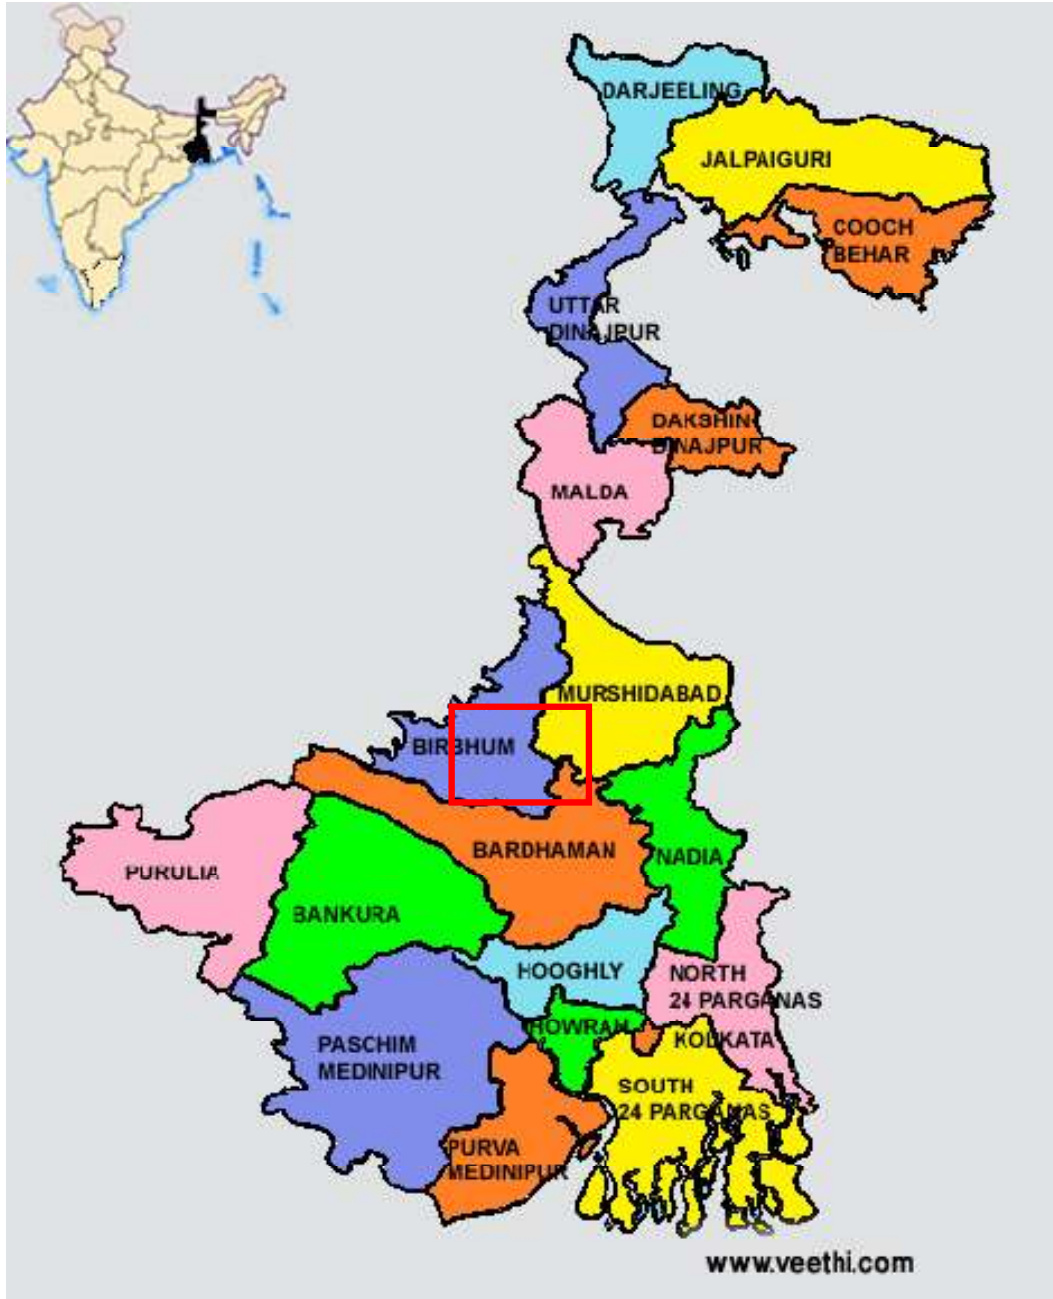 DARJEELING
JALPAIGURI
COOCH
BEHAR
UTTAR
DINAJPUR
DAKSHIN
DINAJPUR
MALDA
MURSHIDABAD
BIRBHUM
BARDHAMAN
NADIA
PURULIA
BANKURA
HOOGHLY
NORTH
24 PARGANAS
HOWRAH
KOLKATA
PASCHIM
MEDINIPUR
SOUTH
24 PARGANAS
PURVA
MEDINIPUR
www.veethi.com